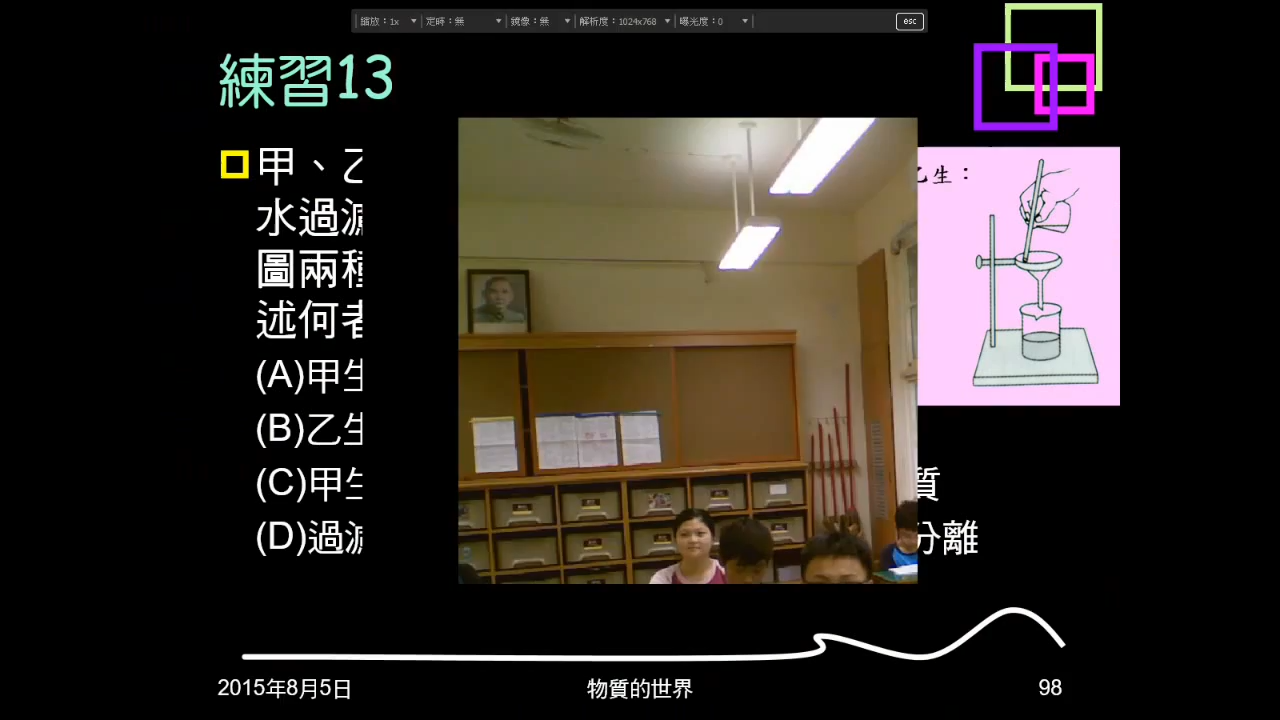 縮放：1x 定時：無 鏡像：無 解析度：1024x768 曝光度：0 esc
練習13
甲、乙
水過濾
圖兩種
述何者
(A)甲生
(B)乙生
(C)甲生
(D)過濾
乙生：
質
分離
2015年8月5日
物質的世界
98